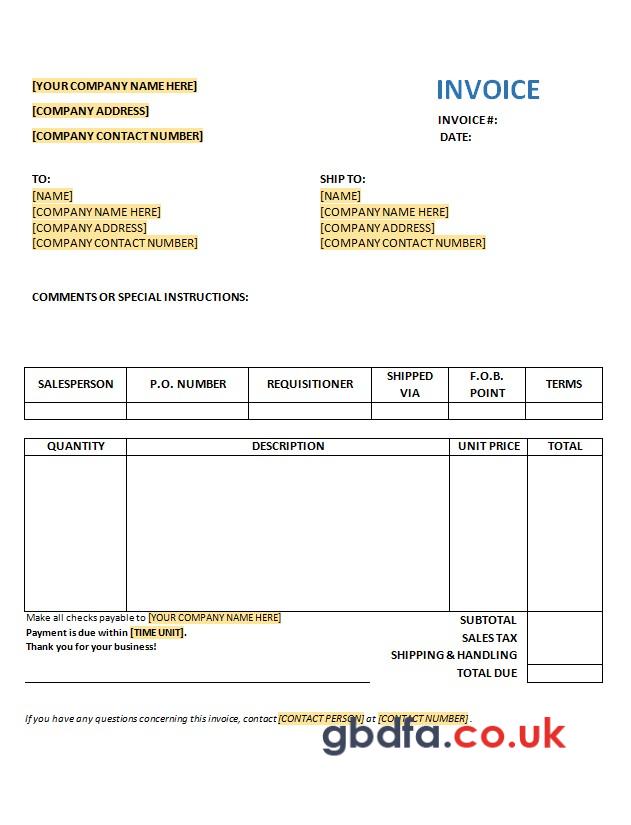 [YOUR COMPANY NAME HERE]
INVOICE
[COMPANY ADDRESS]
INVOICE #:
[COMPANY CONTACT NUMBER]
DATE:
TO:
[NAME]
[COMPANY NAME HERE]
[COMPANY ADDRESS]
[COMPANY CONTACT NUMBER]
SHIP TO:
[NAME]
[COMPANY NAME HERE]
[COMPANY ADDRESS]
[COMPANY CONTACT NUMBER]
COMMENTS OR SPECIAL INSTRUCTIONS:
SALESPERSON P.O. NUMBER REQUISITIONER SHIPPED VIA F.O.B. POINT TERMS
QUANTITY DESCRIPTION UNIT PRICE TOTAL
Make all checks payable to [YOUR COMPANY NAME HERE]
Payment is due within [TIME UNIT].
Thank you for your business!
SUBTOTAL
SALES TAX
SHIPPING & HANDLING
TOTAL DUE
If you have any questions concerning this invoice, contact [CONTACT PERSON] at [CONTACT NUMBER].
gbdfa.co.uk